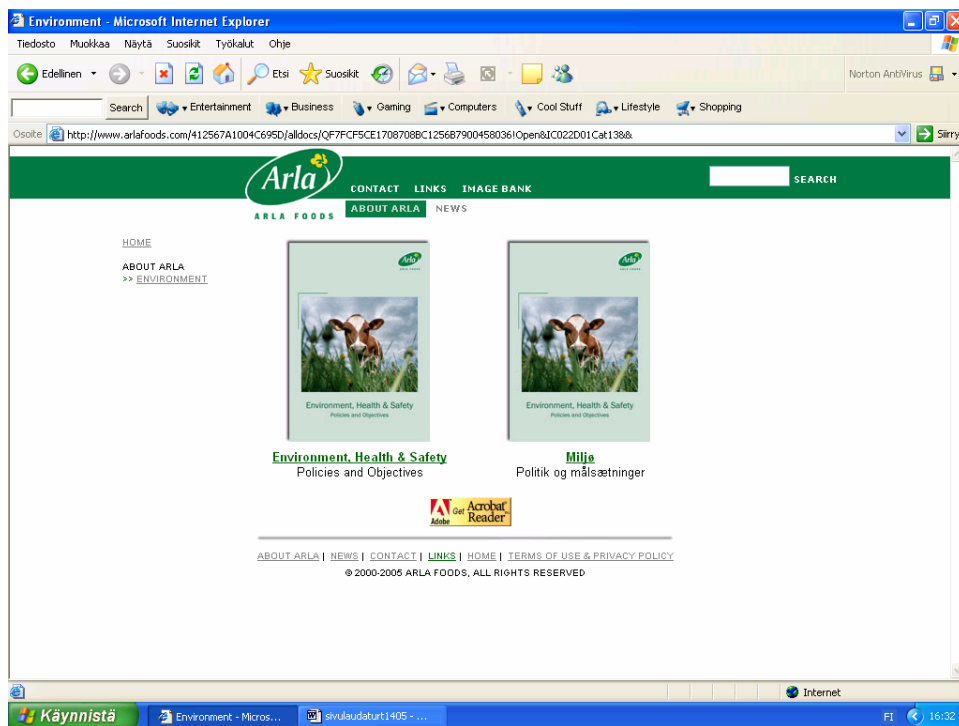 Environment - Microsoft Internet Explorer
Tiedosto Muokkaa Näytä Suosikit Työkalut Ohje
Edellinen Etsi Suosikit Norton AntiVirus
Search Entertainment Business Gaming Computers Cool Stuff Lifestyle Shopping
Osoite http://www.arlafoods.com/412567A1004C695D/alldocs/QF7FCF5CE1708708BC1256B7900458036!Open&IC022D01Cat13&& Siirry
Arla
ARLA FOODS
CONTACT LINKS IMAGE BANK SEARCH
ABOUT ARLA NEWS
HOME
ABOUT ARLA
>> ENVIRONMENT
Arla
Environment, Health & Safety
Policies and Objectives
Arla
Environment, Health & Safety
Policies and Objectives
Environment, Health & Safety
Policies and Objectives
Miljø
Politik og målsætninger
Adobe Get Acrobat Reader
ABOUT ARLA | NEWS | CONTACT | LINKS | HOME | TERMS OF USE & PRIVACY POLICY
© 2000-2005 ARLA FOODS, ALL RIGHTS RESERVED
Internet
Käynnistä Environment - Micros... sivulaudaturt1405 - ... FI 16:32